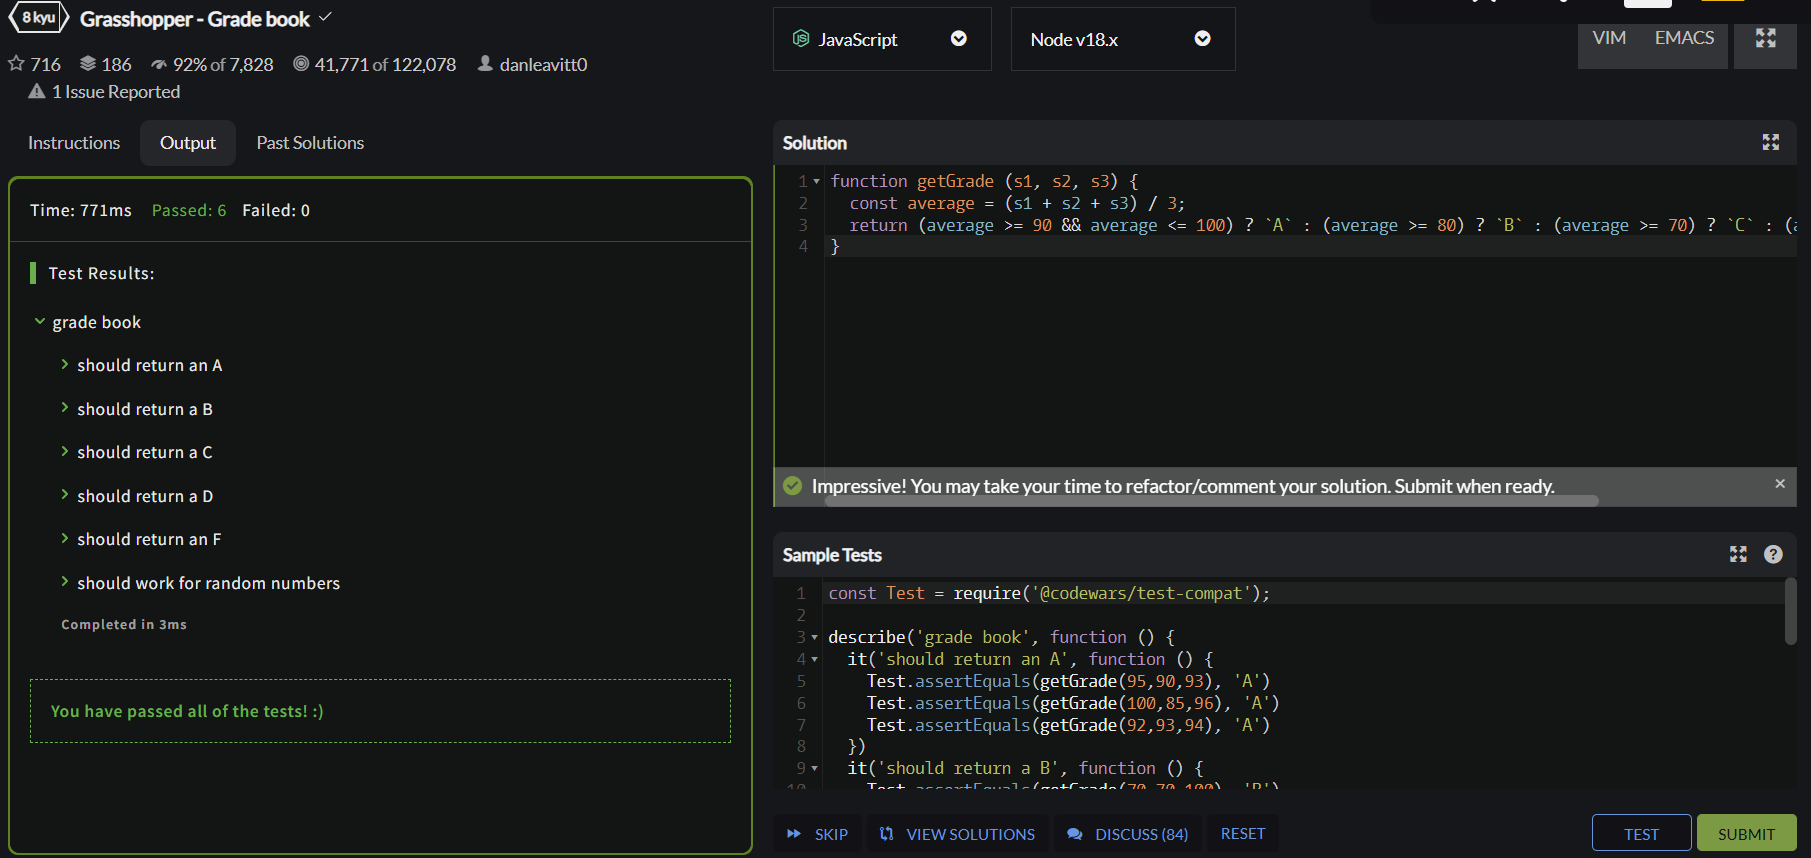 8 kyu Grasshopper - Grade book
716 186 92% of 7,828 41,771 of 122,078 danleavitt0
1 Issue Reported
Instructions Output Past Solutions
Time: 771ms Passed: 6 Failed: 0
Test Results:
grade book
should return an A
should return a B
should return a C
should return a D
should return an F
should work for random numbers
Completed in 3ms
You have passed all of the tests! :)
JavaScript
Node v18.x
VIM EMACS
Solution
1 function getGrade (s1, s2, s3) {
2 const average = (s1 + s2 + s3) / 3;
3 return (average >= 90 && average <= 100) ? `A` : (average >= 80) ? `B` : (average >= 70) ? `C` : (a
4 }
Impressive! You may take your time to refactor/comment your solution. Submit when ready.
Sample Tests
1 const Test = require('@codewars/test-compat');
2
3 describe('grade book', function () {
4 it('should return an A', function () {
5 Test.assertEquals(getGrade(95,90,93), 'A')
6 Test.assertEquals(getGrade(100,85,96), 'A')
7 Test.assertEquals(getGrade(92,93,94), 'A')
8 })
9 it('should return a B', function () {
10 Test.assertEquals(getGrade(70,70,100), 'B')
SKIP VIEW SOLUTIONS DISCUSS (84) RESET
TEST SUBMIT